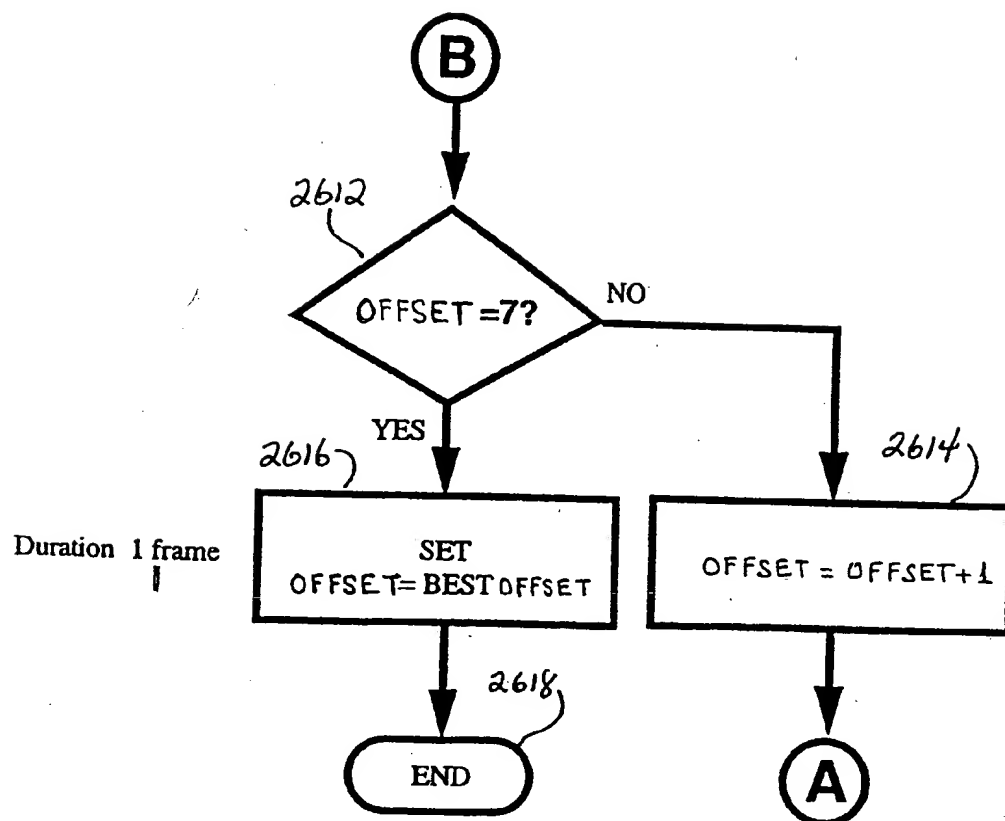 B
2612
OFFSET =7?
NO
YES
2616
2614
Duration 1 frame
SET
OFFSET= BEST OFFSET
OFFSET = OFFSET+1
2618
END
A